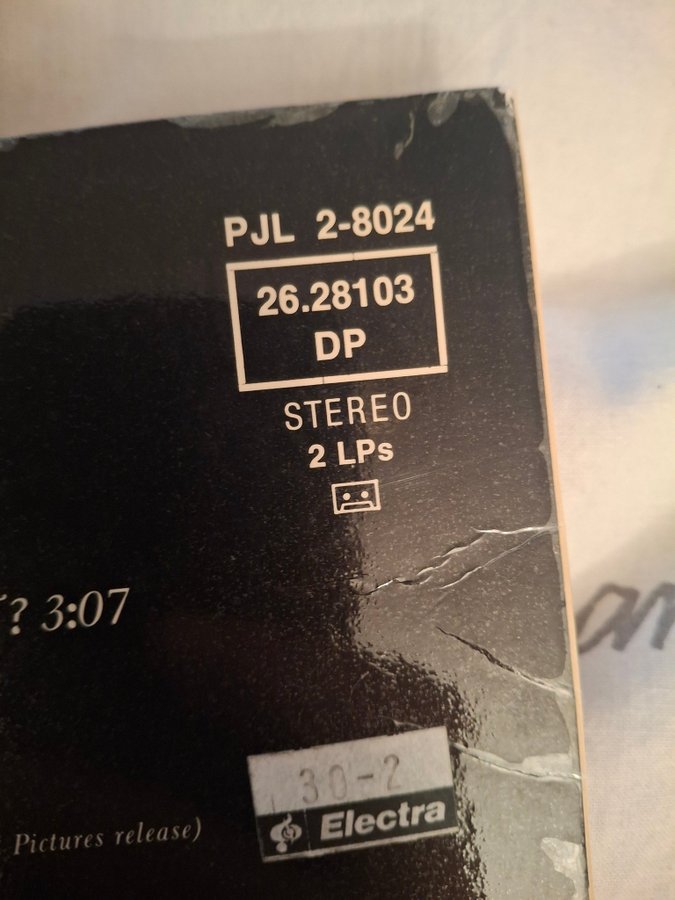 PJL 2-8024
26.28103
DP
STEREO
2 LPs
? 3:07
30-2
Electra
Pictures release)